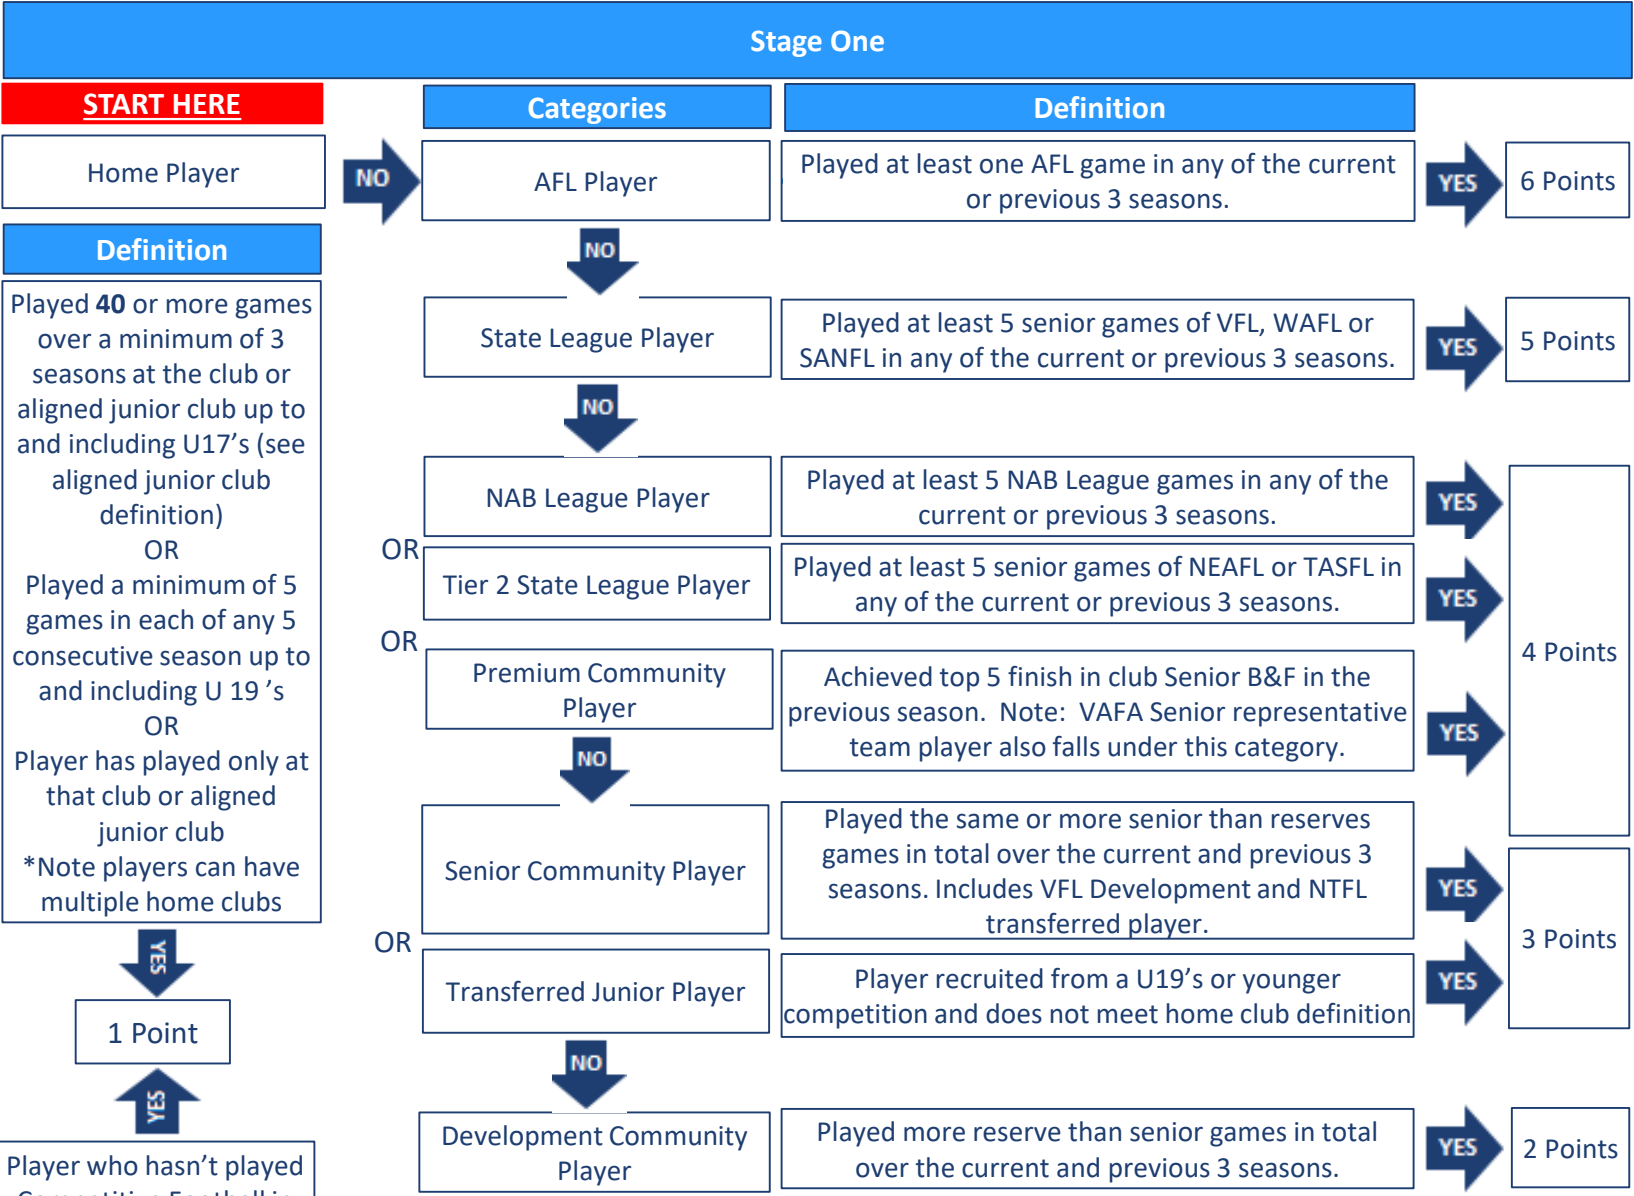 Stage One
START HERE
Categories
Definition
Home Player
NO
AFL Player
Played at least one AFL game in any of the current
or previous 3 seasons.
YES
6 Points
Definition
Played 40 or more games
over a minimum of 3
seasons at the club or
aligned junior club up to
and including U17’s (see
aligned junior club
definition)
OR
Played a minimum of 5
games in each of any 5
consecutive season up to
and including U 19 ’s
OR
Player has played only at
that club or aligned
junior club
*Note players can have
multiple home clubs
YES
1 Point
YES
Player who hasn’t played
Competitive Football in
NO
State League Player
Played at least 5 senior games of VFL, WAFL or
SANFL in any of the current or previous 3 seasons.
YES
5 Points
NO
NAB League Player
Played at least 5 NAB League games in any of the
current or previous 3 seasons.
YES
OR
Tier 2 State League Player
Played at least 5 senior games of NEAFL or TASFL in
any of the current or previous 3 seasons.
YES
4 Points
OR
Premium Community
Player
Achieved top 5 finish in club Senior B&F in the
previous season.  Note:  VAFA Senior representative
team player also falls under this category.
YES
NO
Senior Community Player
Played the same or more senior than reserves
games in total over the current and previous 3
seasons. Includes VFL Development and NTFL
transferred player.
YES
OR
3 Points
Transferred Junior Player
Player recruited from a U19’s or younger
competition and does not meet home club definition
YES
NO
Development Community
Player
Played more reserve than senior games in total
over the current and previous 3 seasons.
YES
2 Points